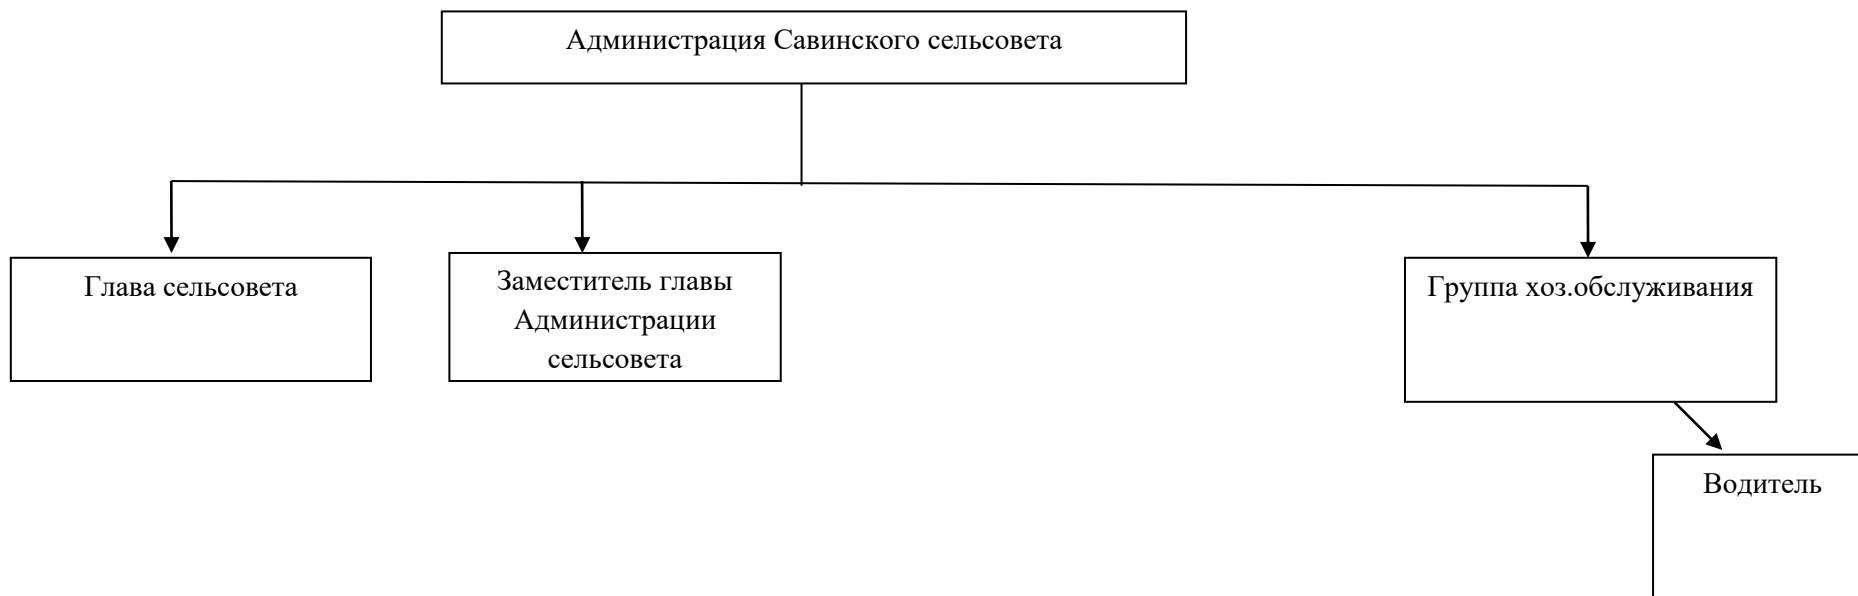 Администрация Савинского сельсовета
Глава сельсовета
Заместитель главы
Администрации
сельсовета
Группа хоз.обслуживания
Водитель